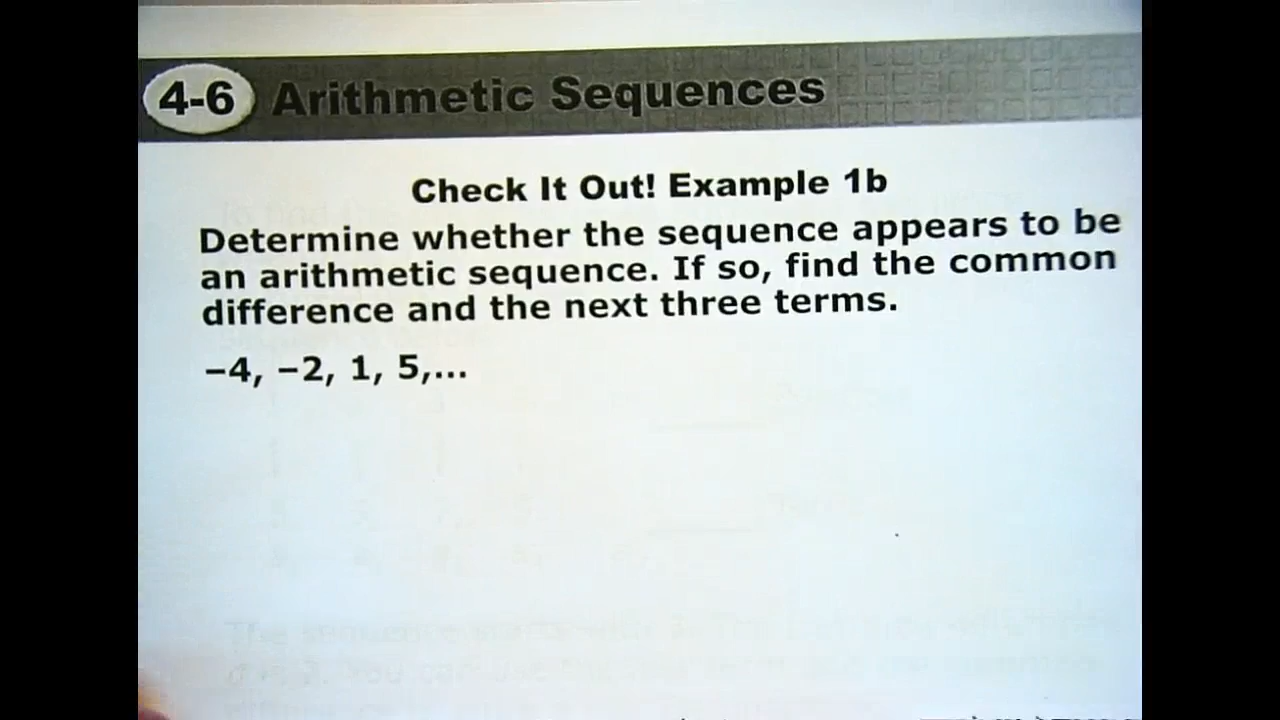 4-6 Arithmetic Sequences
Check It Out! Example 1b
Determine whether the sequence appears to be
an arithmetic sequence. If so, find the common
difference and the next three terms.
−4, −2, 1, 5,...